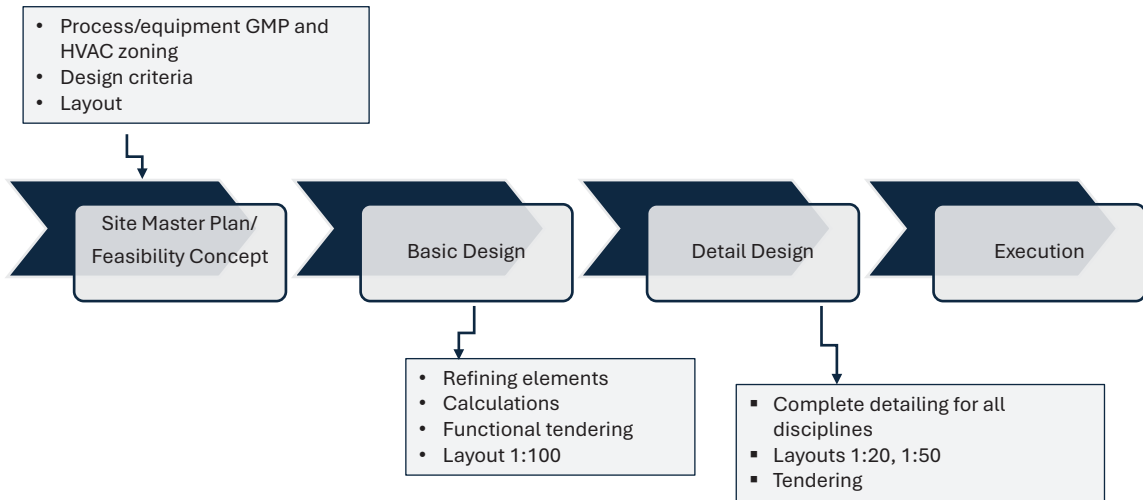 • Process/equipment GMP and
HVAC zoning
• Design criteria
• Layout
Site Master Plan/
Feasibility Concept
Basic Design
Detail Design
Execution
• Refining elements
• Calculations
• Functional tendering
• Layout 1:100
▪ Complete detailing for all
disciplines
▪ Layouts 1:20, 1:50
▪ Tendering